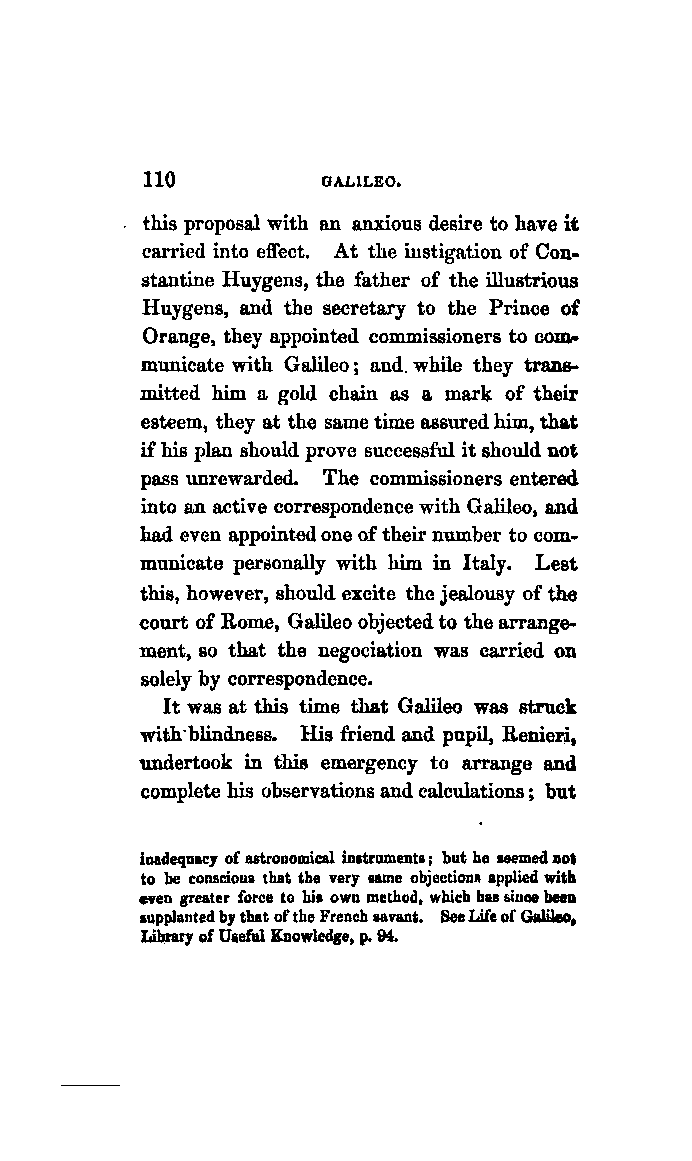 110 GALILEO.
this proposal with an anxious desire to have it
carried into effect. At the instigation of Con-
stantine Huygens, the father of the illustrious
Huygens, and the secretary to the Prince of
Orange, they appointed commissioners to com-
municate with Galileo; and while they trans-
mitted him a gold chain as a mark of their
esteem, they at the same time assured him, that
if his plan should prove successful it should not
pass unrewarded. The commissioners entered
into an active correspondence with Galileo, and
had even appointed one of their number to com-
municate personally with him in Italy. Lest
this, however, should excite the jealousy of the
court of Rome, Galileo objected to the arrange-
ment, so that the negociation was carried on
solely by correspondence.
It was at this time that Galileo was struck
with blindness. His friend and pupil, Renieri,
undertook in this emergency to arrange and
complete his observations and calculations; but
inadequacy of astronomical instruments; but he seemed not
to be conscious that the very same objections applied with
even greater force to his own method, which has since been
supplanted by that of the French savant. See Life of Galileo,
Library of Useful Knowledge, p. 94.